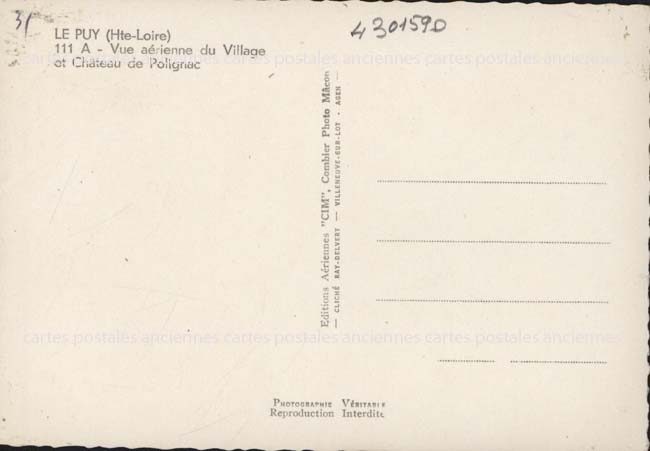 3(
430159D
LE PUY (Hte-Loire)
111 A - Vue aérienne du Village
et Château de Polignac
cartes postales anciennes cartes postales anciennes cartes postales anciennes
Editions Aériennes "CIM", Combier Photo Mâcon
— CLICHÉ RAY-DELVERT — VILLENEUVE-SUR-LOT - AGEN —
cartes postales anciennes cartes postales anciennes cartes postales anciennes
PHOTOGRAPHIE VÉRITABLE
Reproduction Interdite